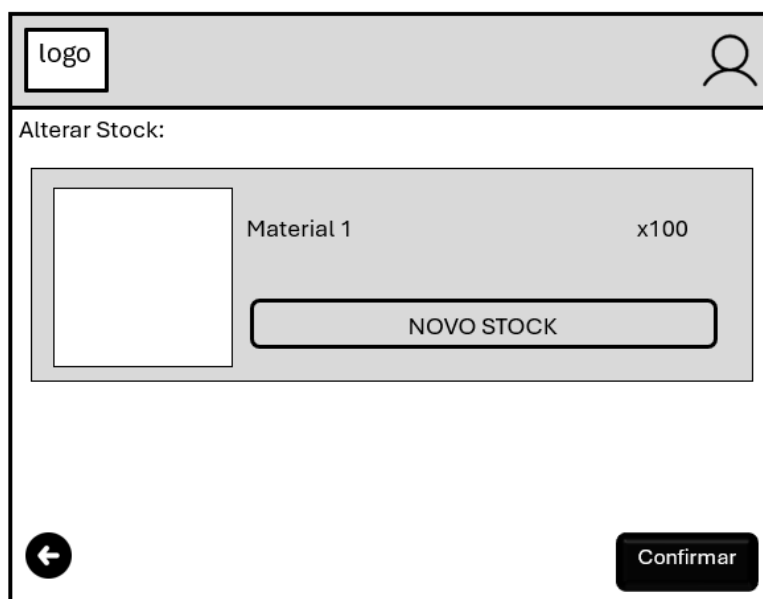 logo
Alterar Stock:
Material 1 x100
NOVO STOCK
Confirmar